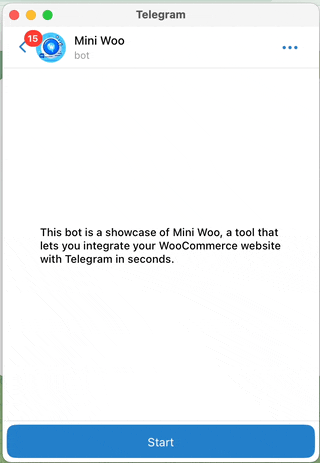 Telegram
15
Mini Woo
bot
This bot is a showcase of Mini Woo, a tool that
lets you integrate your WooCommerce website
with Telegram in seconds.
Start